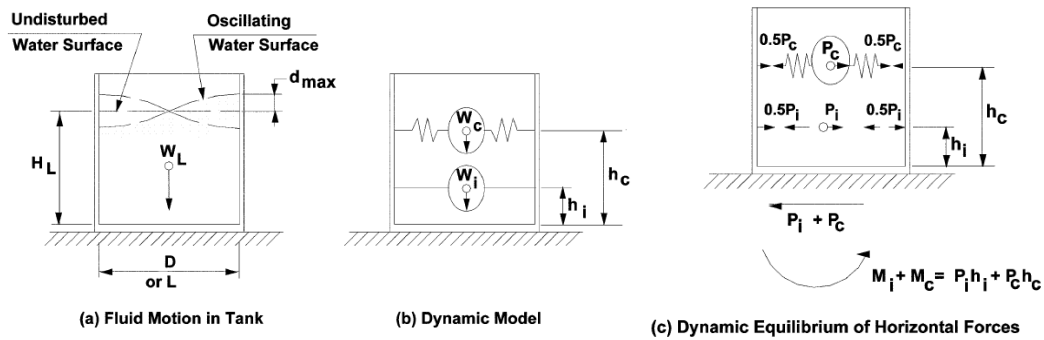 Undisturbed
Water Surface
Oscillating
Water Surface
d max
H L
W L
D
or L
(a) Fluid Motion in Tank
W c
W i
h c
h i
(b) Dynamic Model
0.5P c
P c
0.5P c
0.5P i
P i
0.5P i
h c
h i
P i + P c
M i + M c = P i h i + P c h c
(c) Dynamic Equilibrium of Horizontal Forces